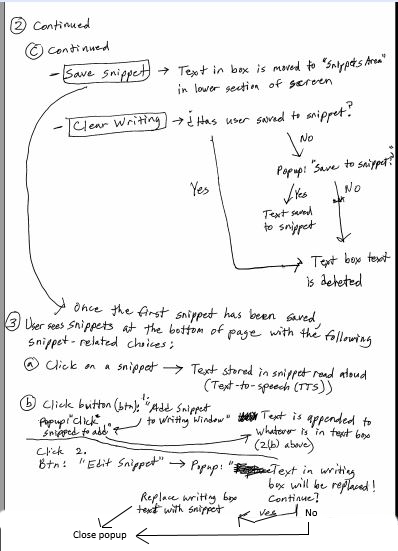 ② Continued
Ⓒ Continued
- Save snippet → Text in box is moved to "Snippets Area"
in lower section of screen
- Clear Writing → ¿ Has user saved to snippet?
No
Popup: "Save to snippet?"
Yes
Yes
No
Text saved
to snippet
Text box text
is deleted
Once the first snippet has been saved,
③ User sees snippets at the bottom of page with the following
snippet-related choices:
ⓐ Click on a snippet → Text stored in snippet read aloud
(Text-to-speech (TTS))
ⓑ Click button (btn): 1. "Add Snippet
to Writing Window"
Popup: "Click
snipped to add"
Text is appended to
whatever is in text box
(2(b) above)
Click 2.
Btn: "Edit Snippet" → Popup: "Text in writing
box will be replaced!
Continue?
Replace writing box
text with snippet
yes
No
Close popup